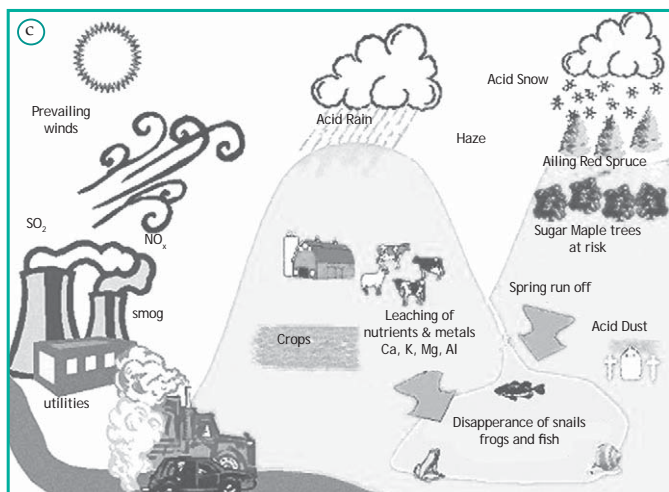 C
Prevailing
winds
SO2
NOx
smog
utilities
Acid Rain
Haze
Acid Snow
Ailing Red Spruce
Sugar Maple trees
at risk
Spring run off
Acid Dust
Crops
Leaching of
nutrients & metals
Ca, K, Mg, Al
Disapperance of snails
frogs and fish